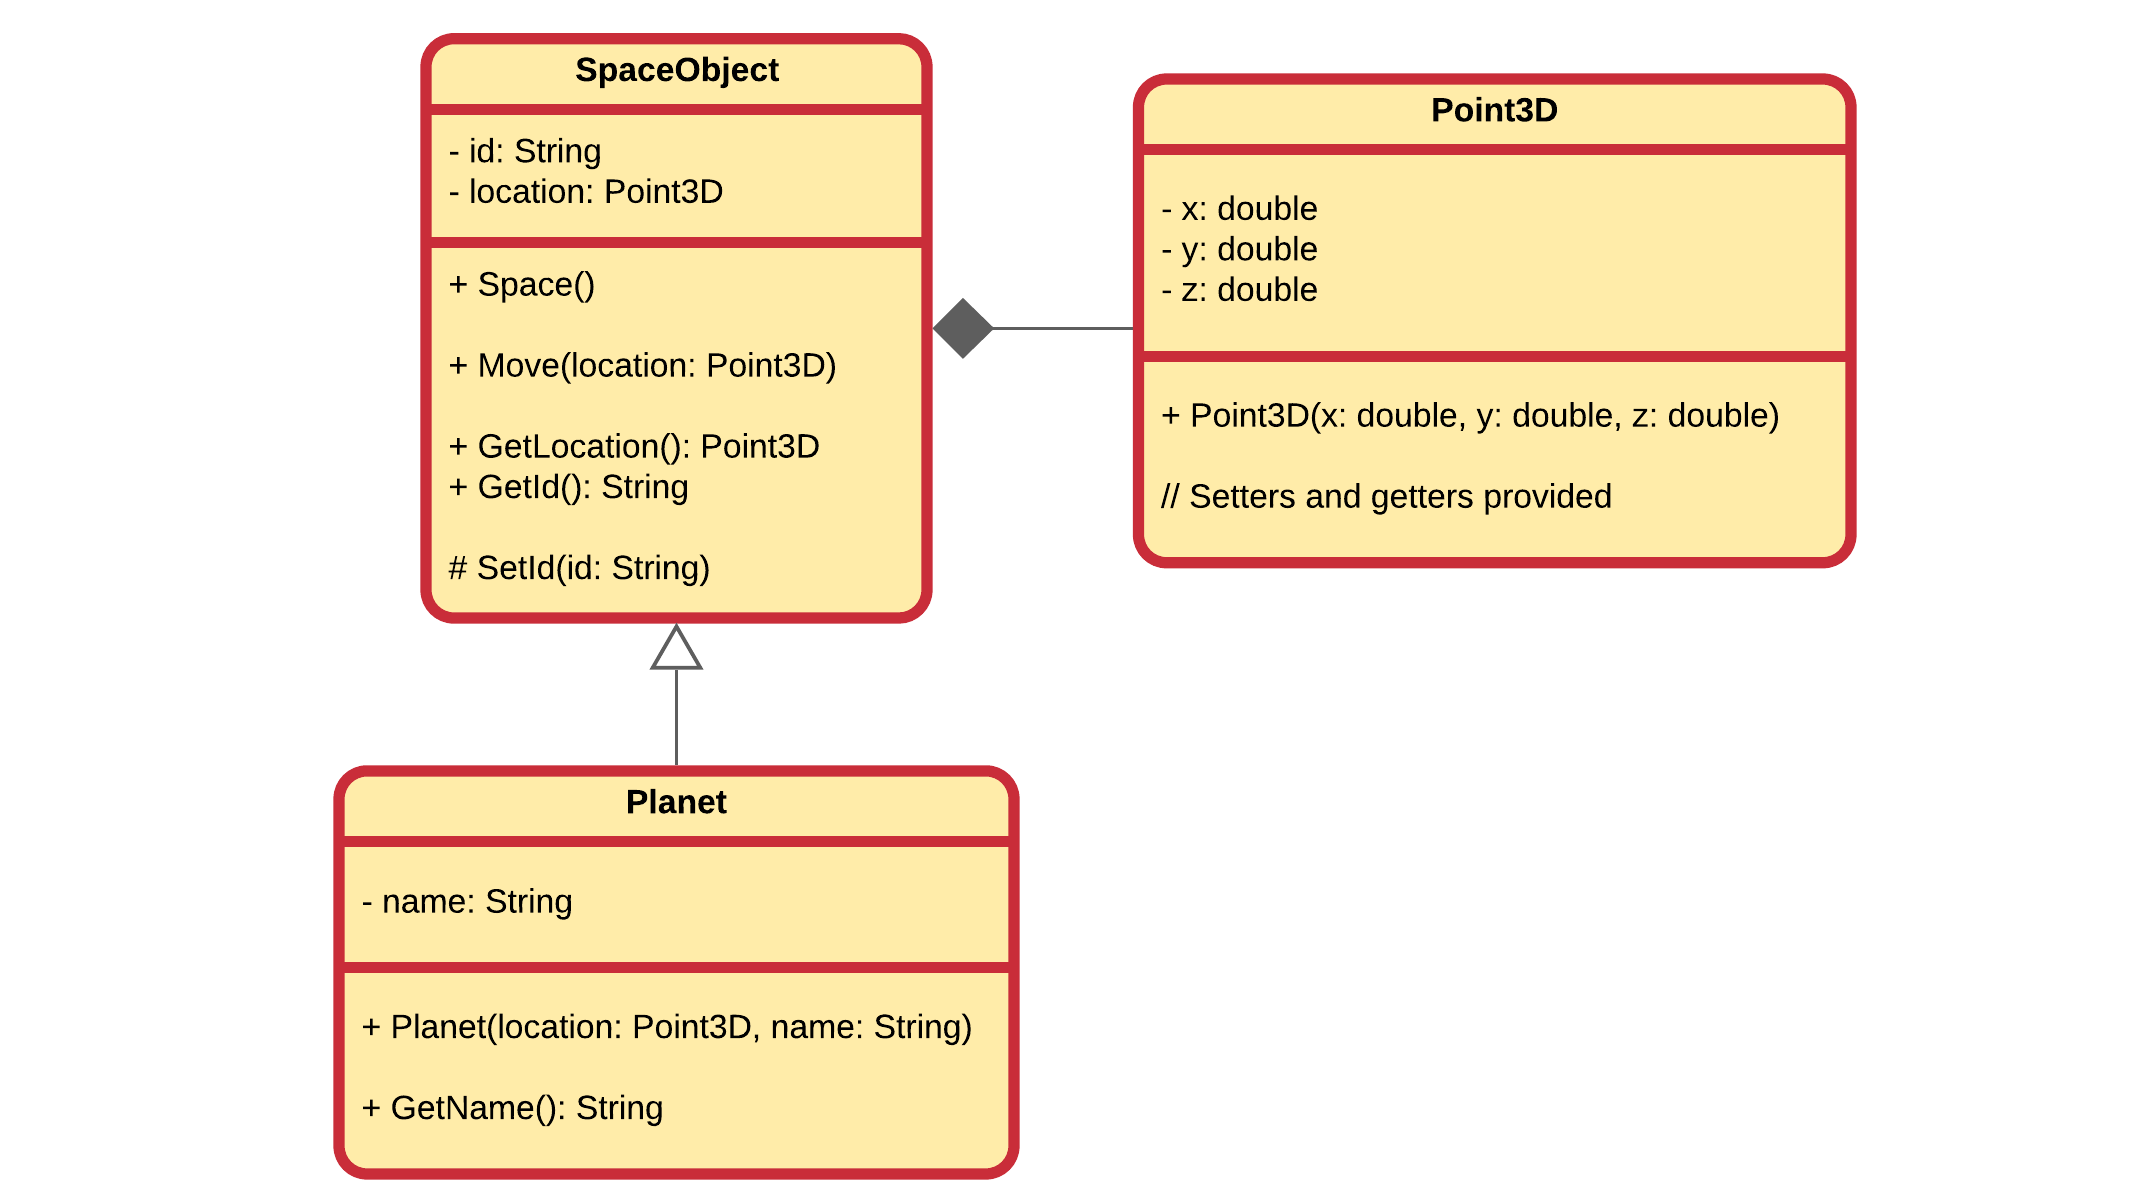 SpaceObject
- id: String
- location: Point3D
+ Space()
+ Move(location: Point3D)
+ GetLocation(): Point3D
+ GetId(): String
# SetId(id: String)
Point3D
- x: double
- y: double
- z: double
+ Point3D(x: double, y: double, z: double)
// Setters and getters provided
Planet
- name: String
+ Planet(location: Point3D, name: String)
+ GetName(): String